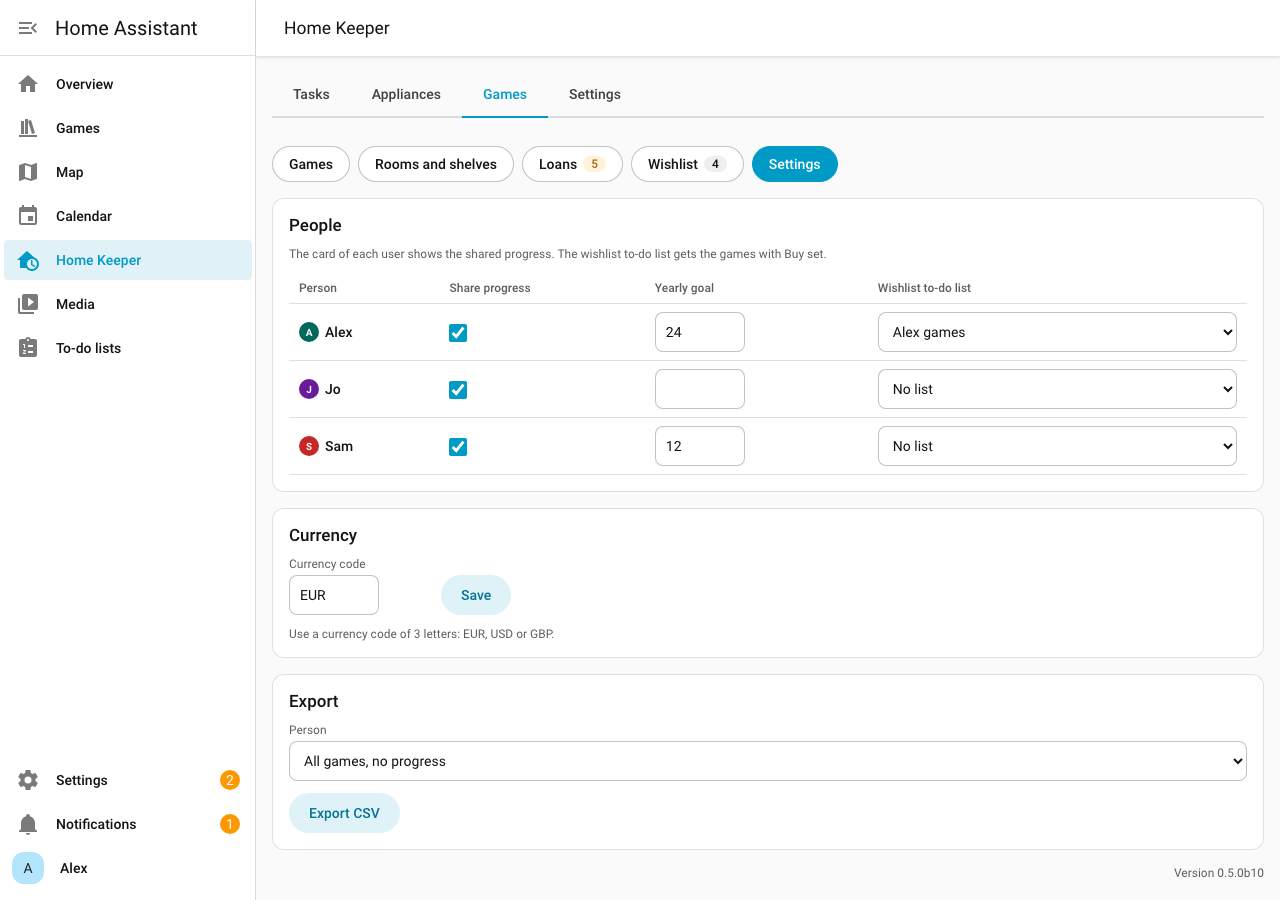 Home Assistant
Home Keeper
Overview
Games
Map
Calendar
Home Keeper
Media
To-do lists
Settings 2
Notifications 1
A Alex
Tasks Appliances Games Settings
Games Rooms and shelves Loans 5 Wishlist 4 Settings
People
The card of each user shows the shared progress. The wishlist to-do list gets the games with Buy set.
Person Share progress Yearly goal Wishlist to-do list
A Alex 24 Alex games
J Jo No list
S Sam 12 No list
Currency
Currency code
EUR Save
Use a currency code of 3 letters: EUR, USD or GBP.
Export
Person
All games, no progress
Export CSV
Version 0.5.0b10